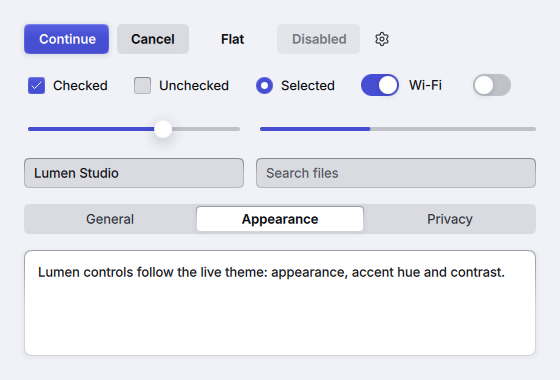 Continue Cancel Flat Disabled
Checked Unchecked Selected Wi-Fi
Lumen Studio Search files
General Appearance Privacy
Lumen controls follow the live theme: appearance, accent hue and contrast.